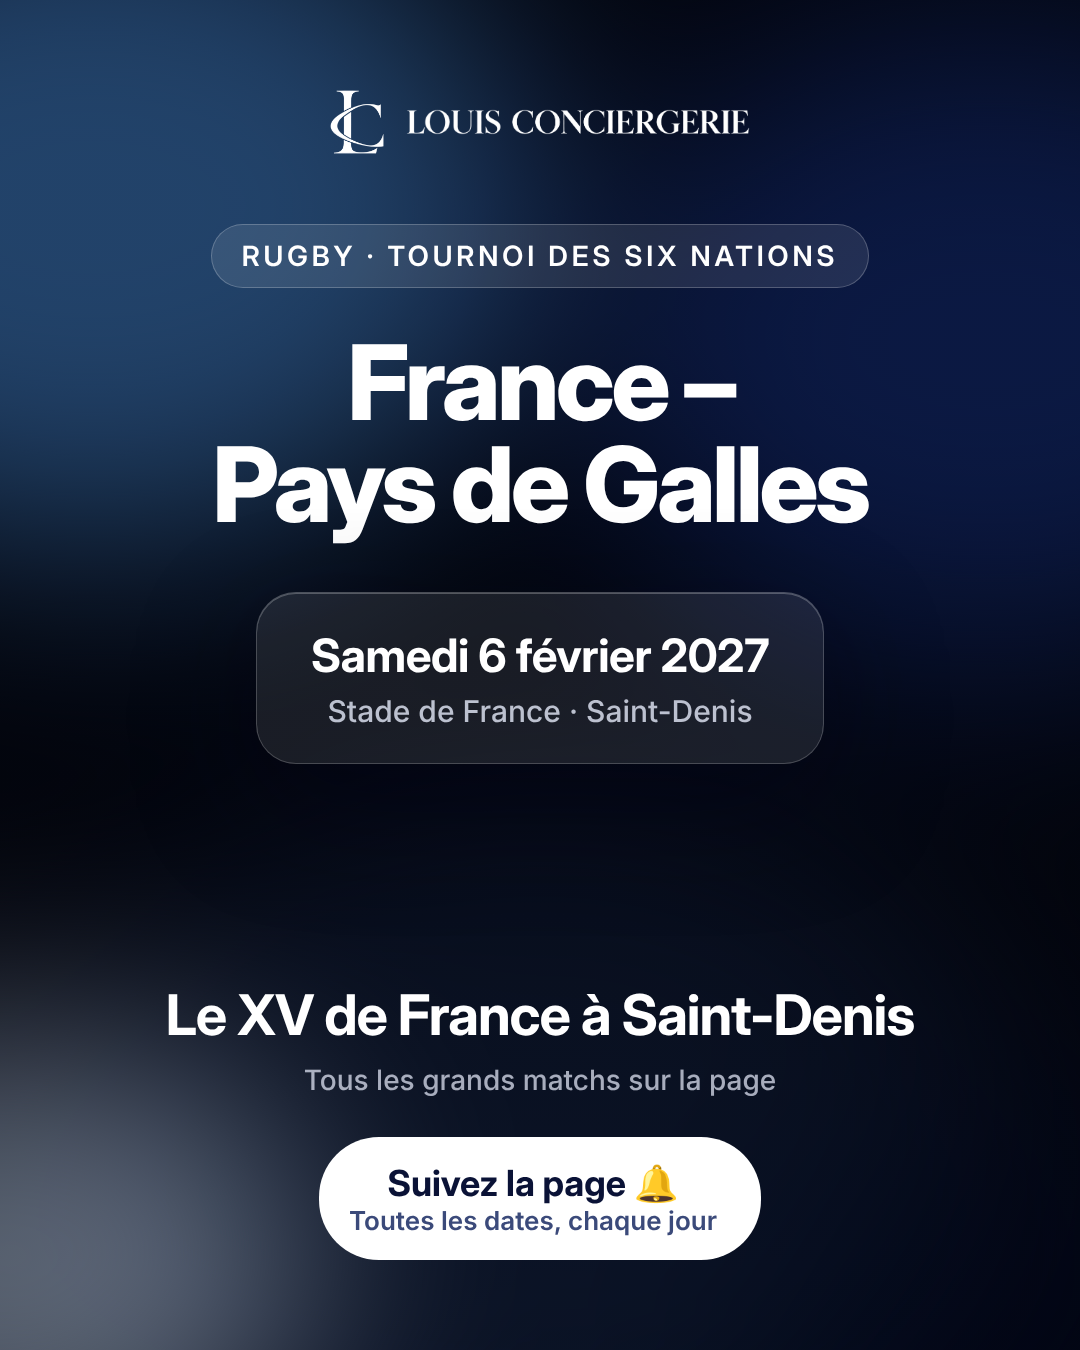 LC LOUIS CONCIERGERIE
RUGBY · TOURNOI DES SIX NATIONS
France –
Pays de Galles
Samedi 6 février 2027
Stade de France · Saint-Denis
Le XV de France à Saint-Denis
Tous les grands matchs sur la page
Suivez la page 🔔
Toutes les dates, chaque jour